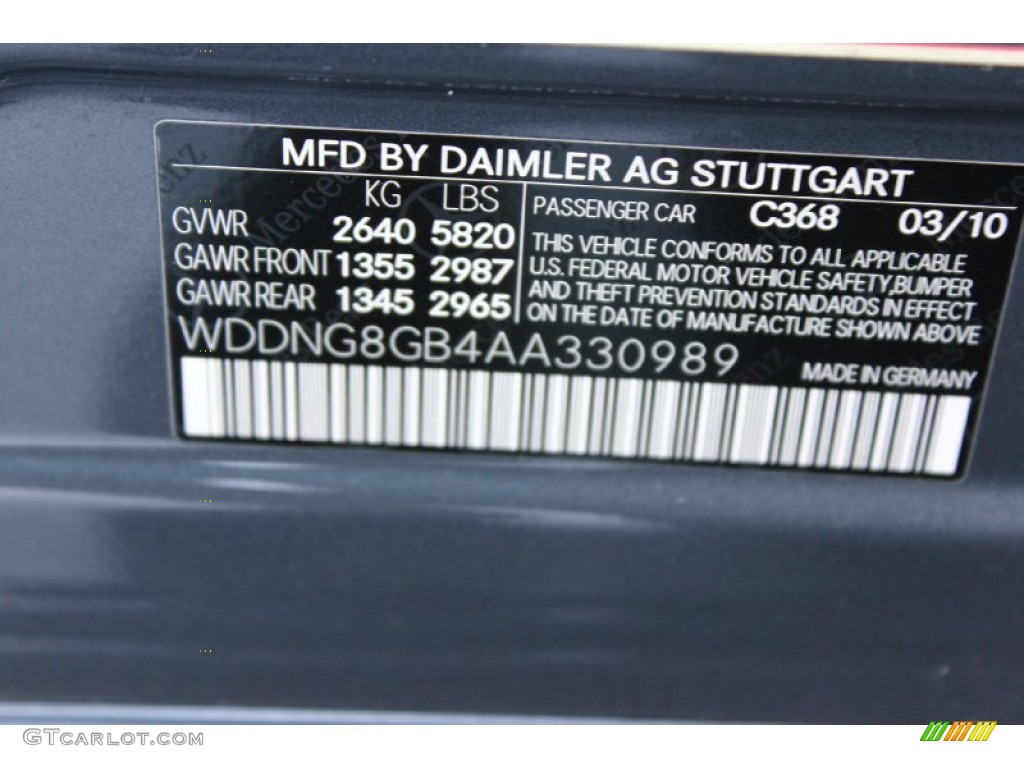 MFD BY DAIMLER AG STUTTGART
KG LBS
GVWR 2640 5820
GAWR FRONT 1355 2987
GAWR REAR 1345 2965
PASSENGER CAR C368 03/10
THIS VEHICLE CONFORMS TO ALL APPLICABLE
U.S. FEDERAL MOTOR VEHICLE SAFETY,BUMPER
AND THEFT PREVENTION STANDARDS IN EFFECT
ON THE DATE OF MANUFACTURE SHOWN ABOVE
WDDNG8GB4AA330989
MADE IN GERMANY
GTCarLot.com